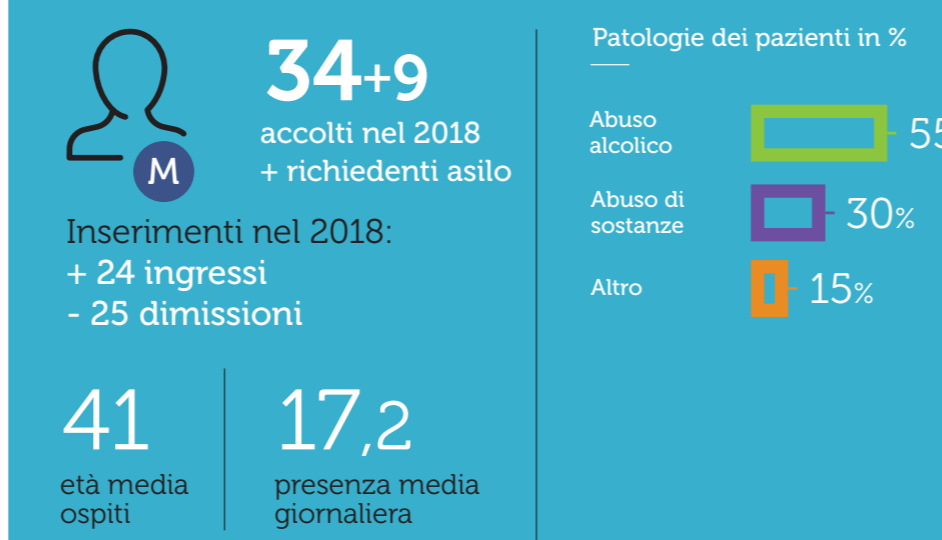 34+9
accolti nel 2018
+ richiedenti asilo
M
Inserimenti nel 2018:
+ 24 ingressi
- 25 dimissioni
41
età media
ospiti
17,2
presenza media
giornaliera
Patologie dei pazienti in %
Abuso
alcolico
55
Abuso di
sostanze
30%
Altro
15%